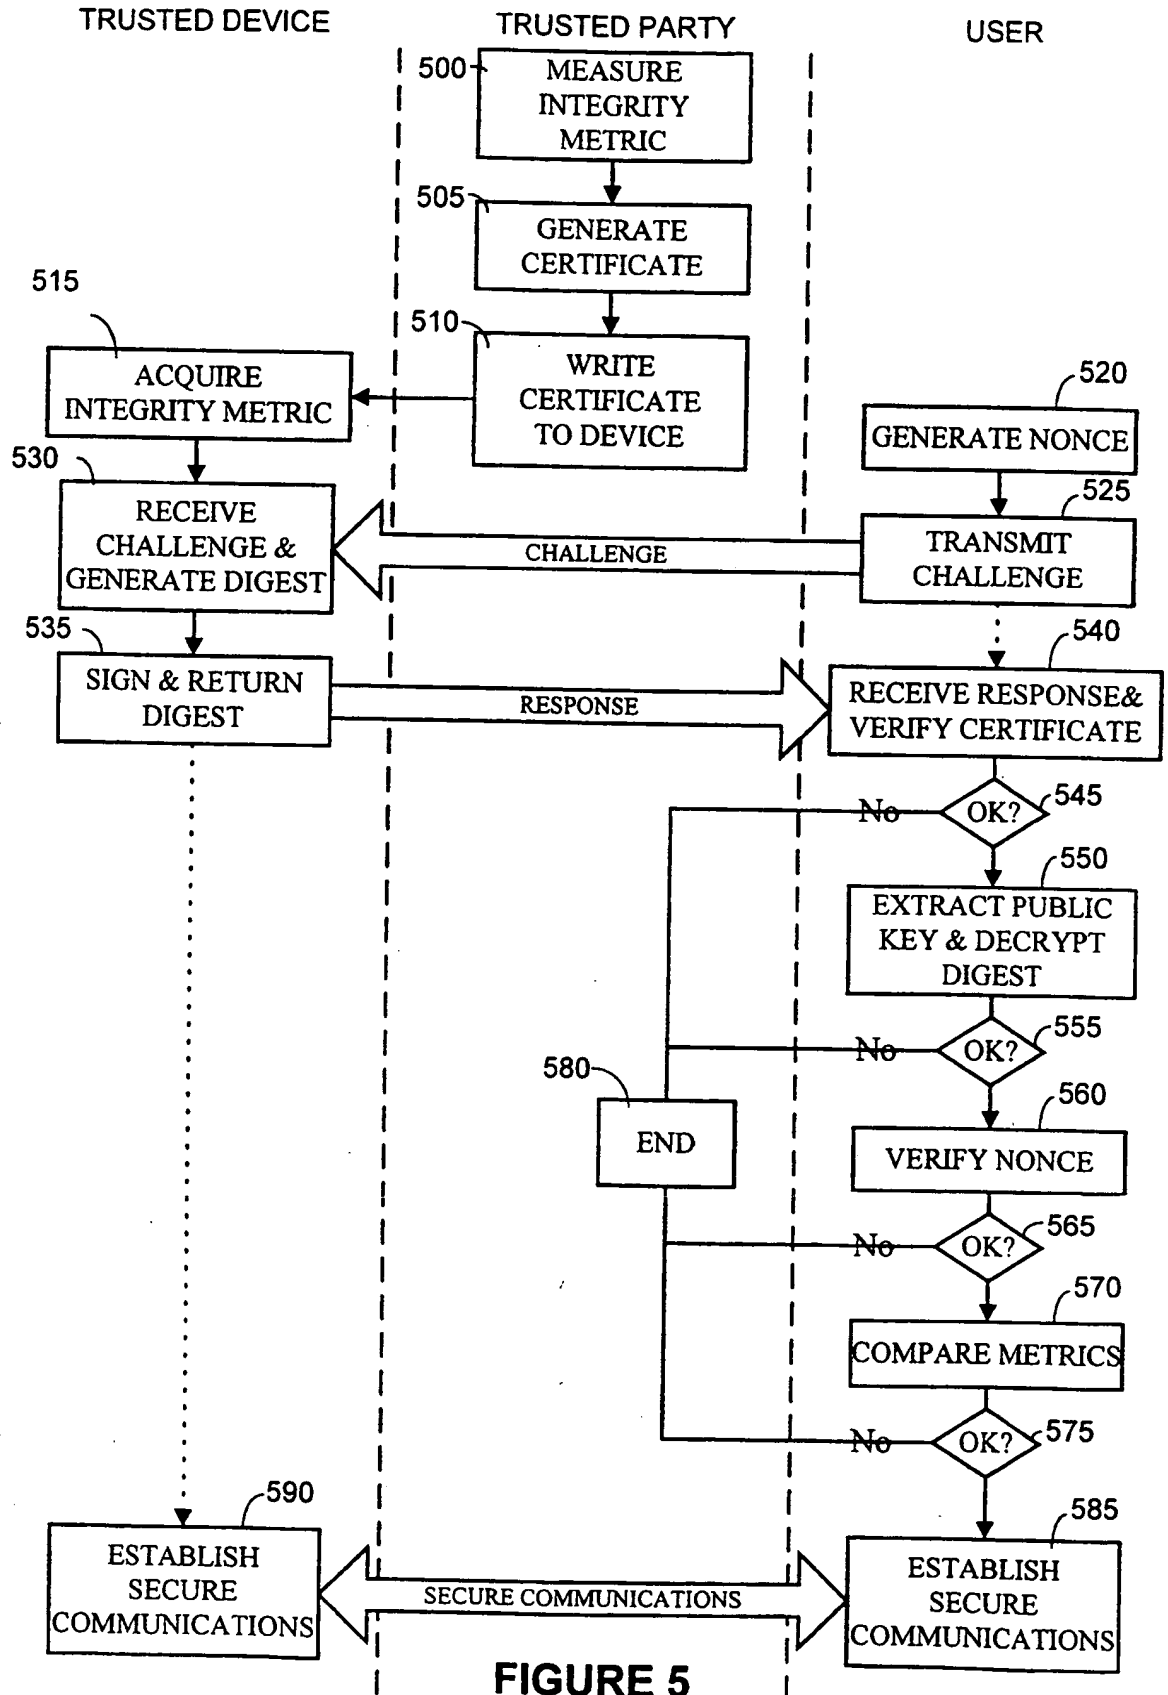 TRUSTED DEVICE
TRUSTED PARTY
USER
500
MEASURE
INTEGRITY
METRIC
505
GENERATE
CERTIFICATE
510
WRITE
CERTIFICATE
TO DEVICE
515
ACQUIRE
INTEGRITY METRIC
520
GENERATE NONCE
525
TRANSMIT
CHALLENGE
CHALLENGE
530
RECEIVE
CHALLENGE &
GENERATE DIGEST
535
SIGN & RETURN
DIGEST
RESPONSE
540
RECEIVE RESPONSE&
VERIFY CERTIFICATE
No
OK?
545
550
EXTRACT PUBLIC
KEY & DECRYPT
DIGEST
No
OK?
555
580
END
560
VERIFY NONCE
No
OK?
565
570
COMPARE METRICS
No
OK?
575
590
ESTABLISH
SECURE
COMMUNICATIONS
SECURE COMMUNICATIONS
585
ESTABLISH
SECURE
COMMUNICATIONS
FIGURE 5